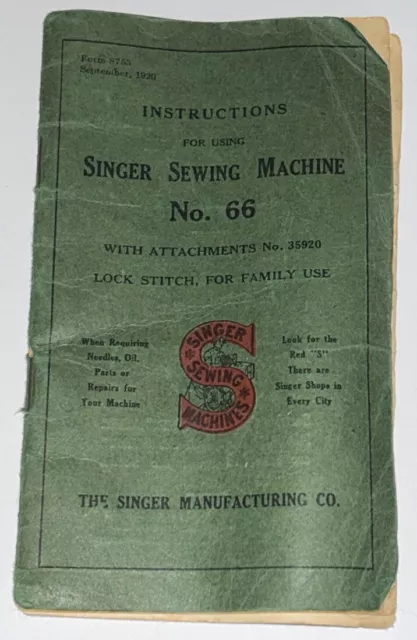 Form 8755
September, 1920
INSTRUCTIONS
FOR USING
SINGER SEWING MACHINE
No. 66
WITH ATTACHMENTS No. 35920
LOCK STITCH, FOR FAMILY USE
When Requiring
Needles, Oil,
Parts or
Repairs for
Your Machine
SINGER
SEWING
MACHINES
Look for the
Red "S"
There are
Singer Shops in
Every City
THE SINGER MANUFACTURING CO.